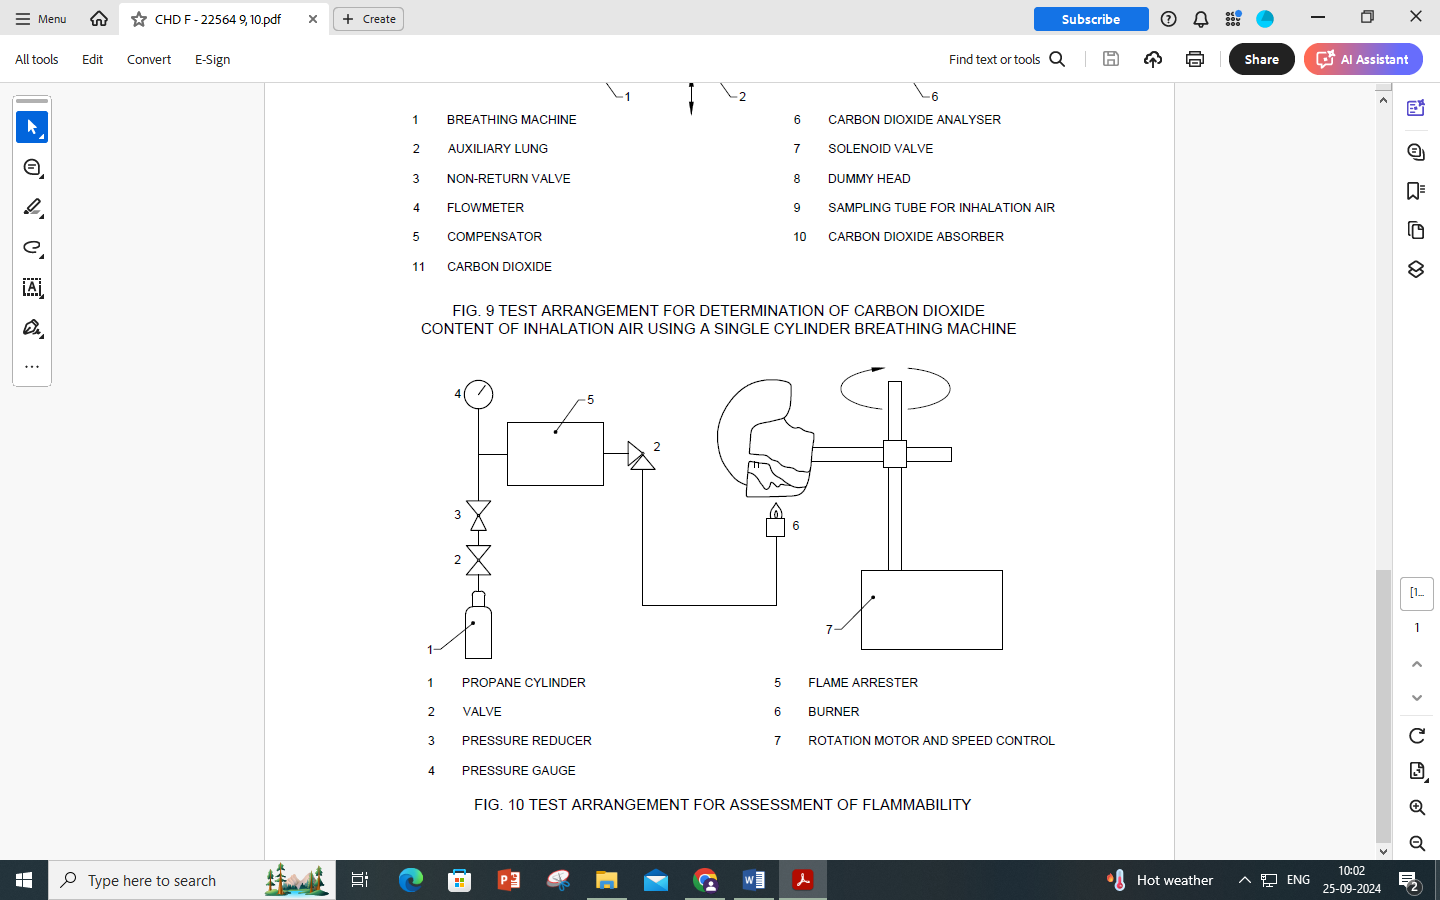 Menu
CHD F - 22564 9,10.pdf
Create
Subscribe
All tools
Edit
Convert
E-Sign
Find text or tools
Share
AI Assistant
1
2
6
1 BREATHING MACHINE
6 CARBON DIOXIDE ANALYSER
2 AUXILIARY LUNG
7 SOLENOID VALVE
3 NON-RETURN VALVE
8 DUMMY HEAD
4 FLOWMETER
9 SAMPLING TUBE FOR INHALATION AIR
5 COMPENSATOR
10 CARBON DIOXIDE ABSORBER
11 CARBON DIOXIDE
FIG. 9 TEST ARRANGEMENT FOR DETERMINATION OF CARBON DIOXIDE
CONTENT OF INHALATION AIR USING A SINGLE CYLINDER BREATHING MACHINE
4
5
2
3
6
2
7
1
1 PROPANE CYLINDER
5 FLAME ARRESTER
2 VALVE
6 BURNER
3 PRESSURE REDUCER
7 ROTATION MOTOR AND SPEED CONTROL
4 PRESSURE GAUGE
FIG. 10 TEST ARRANGEMENT FOR ASSESSMENT OF FLAMMABILITY
[1...
1
Type here to search
Hot weather
ENG
10:02
25-09-2024
2